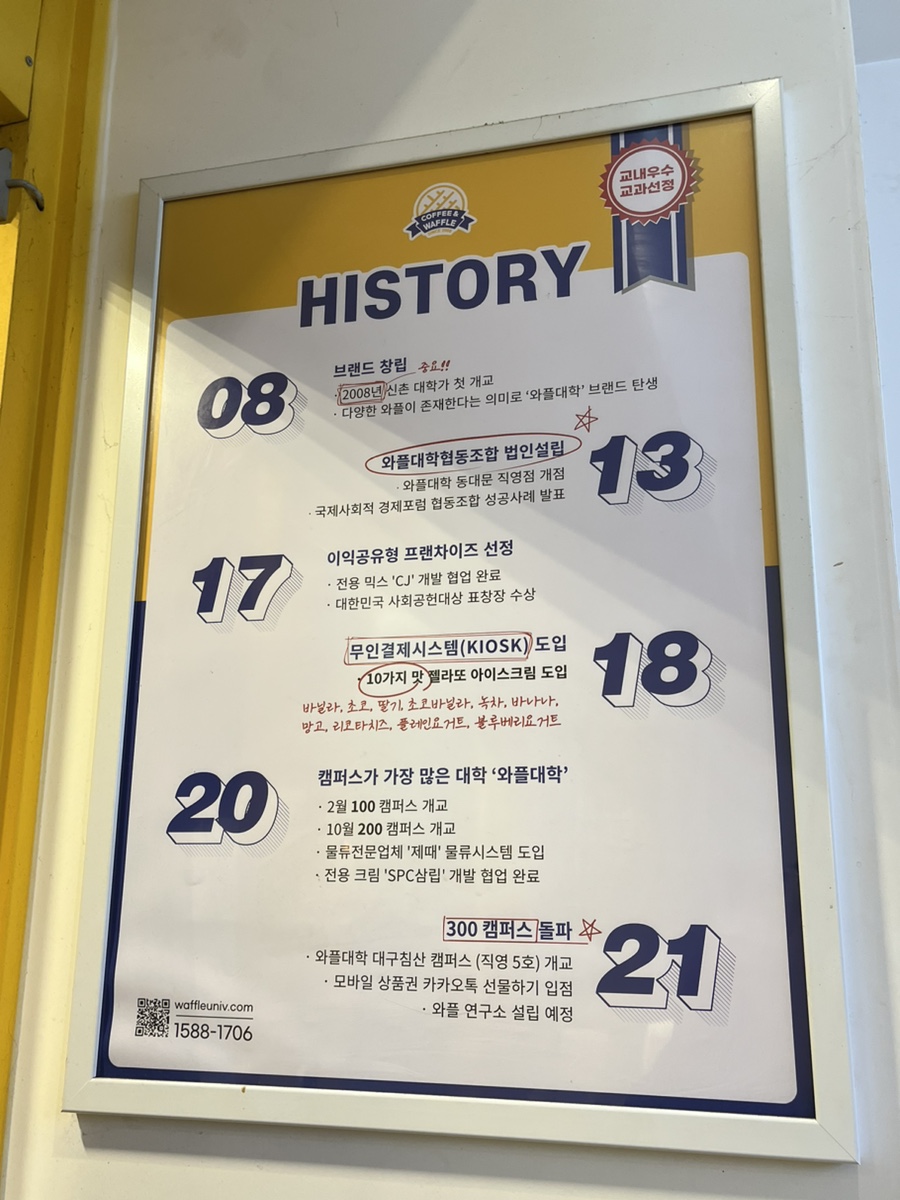 교내우수
교과선정
COFFEE &
WAFFLE
HISTORY
08
브랜드 창립 중요!!
· 2008년 신촌 대학가 첫 개교
· 다양한 와플이 존재한다는 의미로 '와플대학' 브랜드 탄생
13
와플대학협동조합 법인설립
· 와플대학 동대문 직영점 개점
· 국제사회적 경제포럼 협동조합 성공사례 발표
17
이익공유형 프랜차이즈 선정
· 전용 믹스 'CJ' 개발 협업 완료
· 대한민국 사회공헌대상 표창장 수상
18
무인결제시스템(KIOSK) 도입
· 10가지 맛 젤라또 아이스크림 도입
바닐라, 초코, 딸기, 초코바닐라, 녹차, 바나나,
망고, 리코타치즈, 플레인요거트, 블루베리요거트
20
캠퍼스가 가장 많은 대학 '와플대학'
· 2월 100 캠퍼스 개교
· 10월 200 캠퍼스 개교
· 물류전문업체 '제때' 물류시스템 도입
· 전용 크림 'SPC삼립' 개발 협업 완료
21
300 캠퍼스 돌파
· 와플대학 대구침산 캠퍼스 (직영 5호) 개교
· 모바일 상품권 카카오톡 선물하기 입점
· 와플 연구소 설립 예정
waffleuniv.com
1588-1706